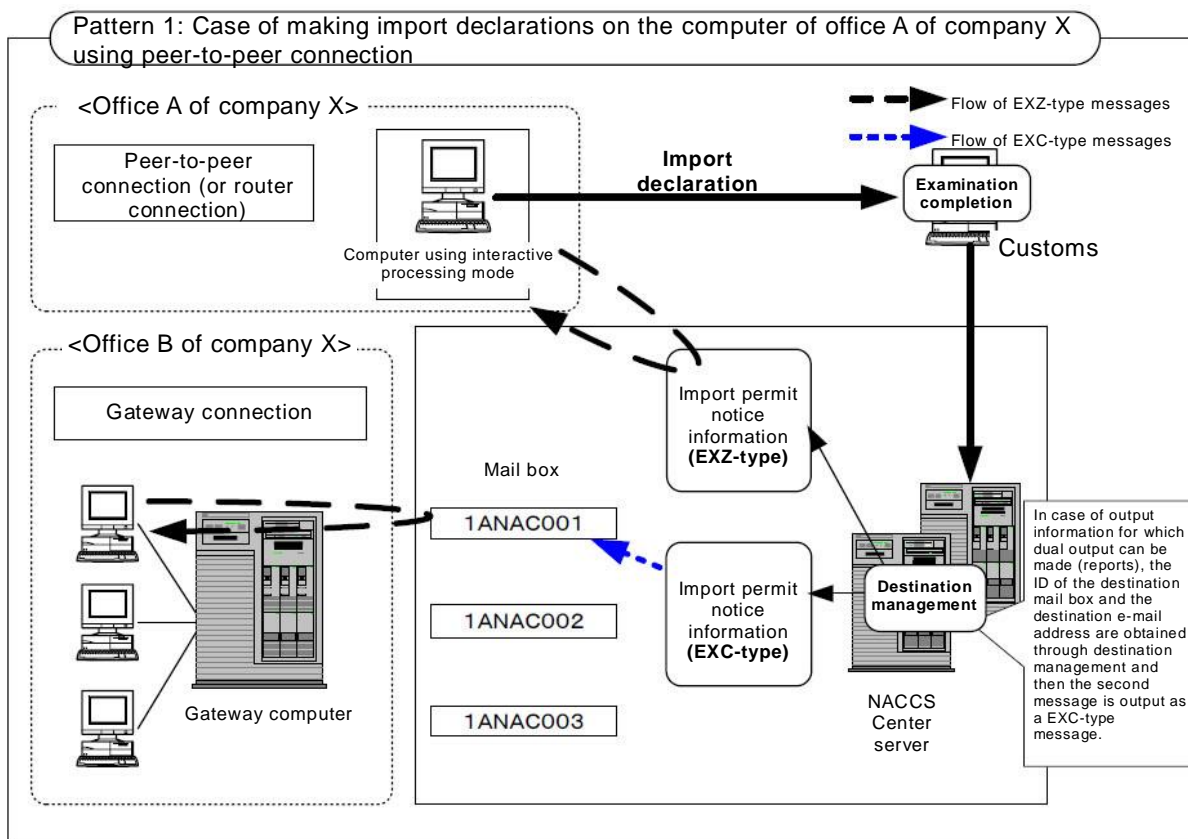 Pattern 1: Case of making import declarations on the computer of office A of company X
using peer-to-peer connection
<Office A of company X>
Peer-to-peer
connection (or router
connection)
Computer using interactive
processing mode
Import
declaration
Flow of EXZ-type messages
Flow of EXC-type messages
Examination
completion
Customs
<Office B of company X>
Gateway connection
Gateway computer
Mail box
1ANAC001
1ANAC002
1ANAC003
Import permit
notice
information
(EXZ-type)
Import permit
notice
information
(EXC-type)
Destination
management
NACCS
Center
server
In case of output
information for which
dual output can be
made (reports), the
ID of the destination
mail box and the
destination e-mail
address are obtained
through destination
management and
then the second
message is output as
a EXC-type
message.